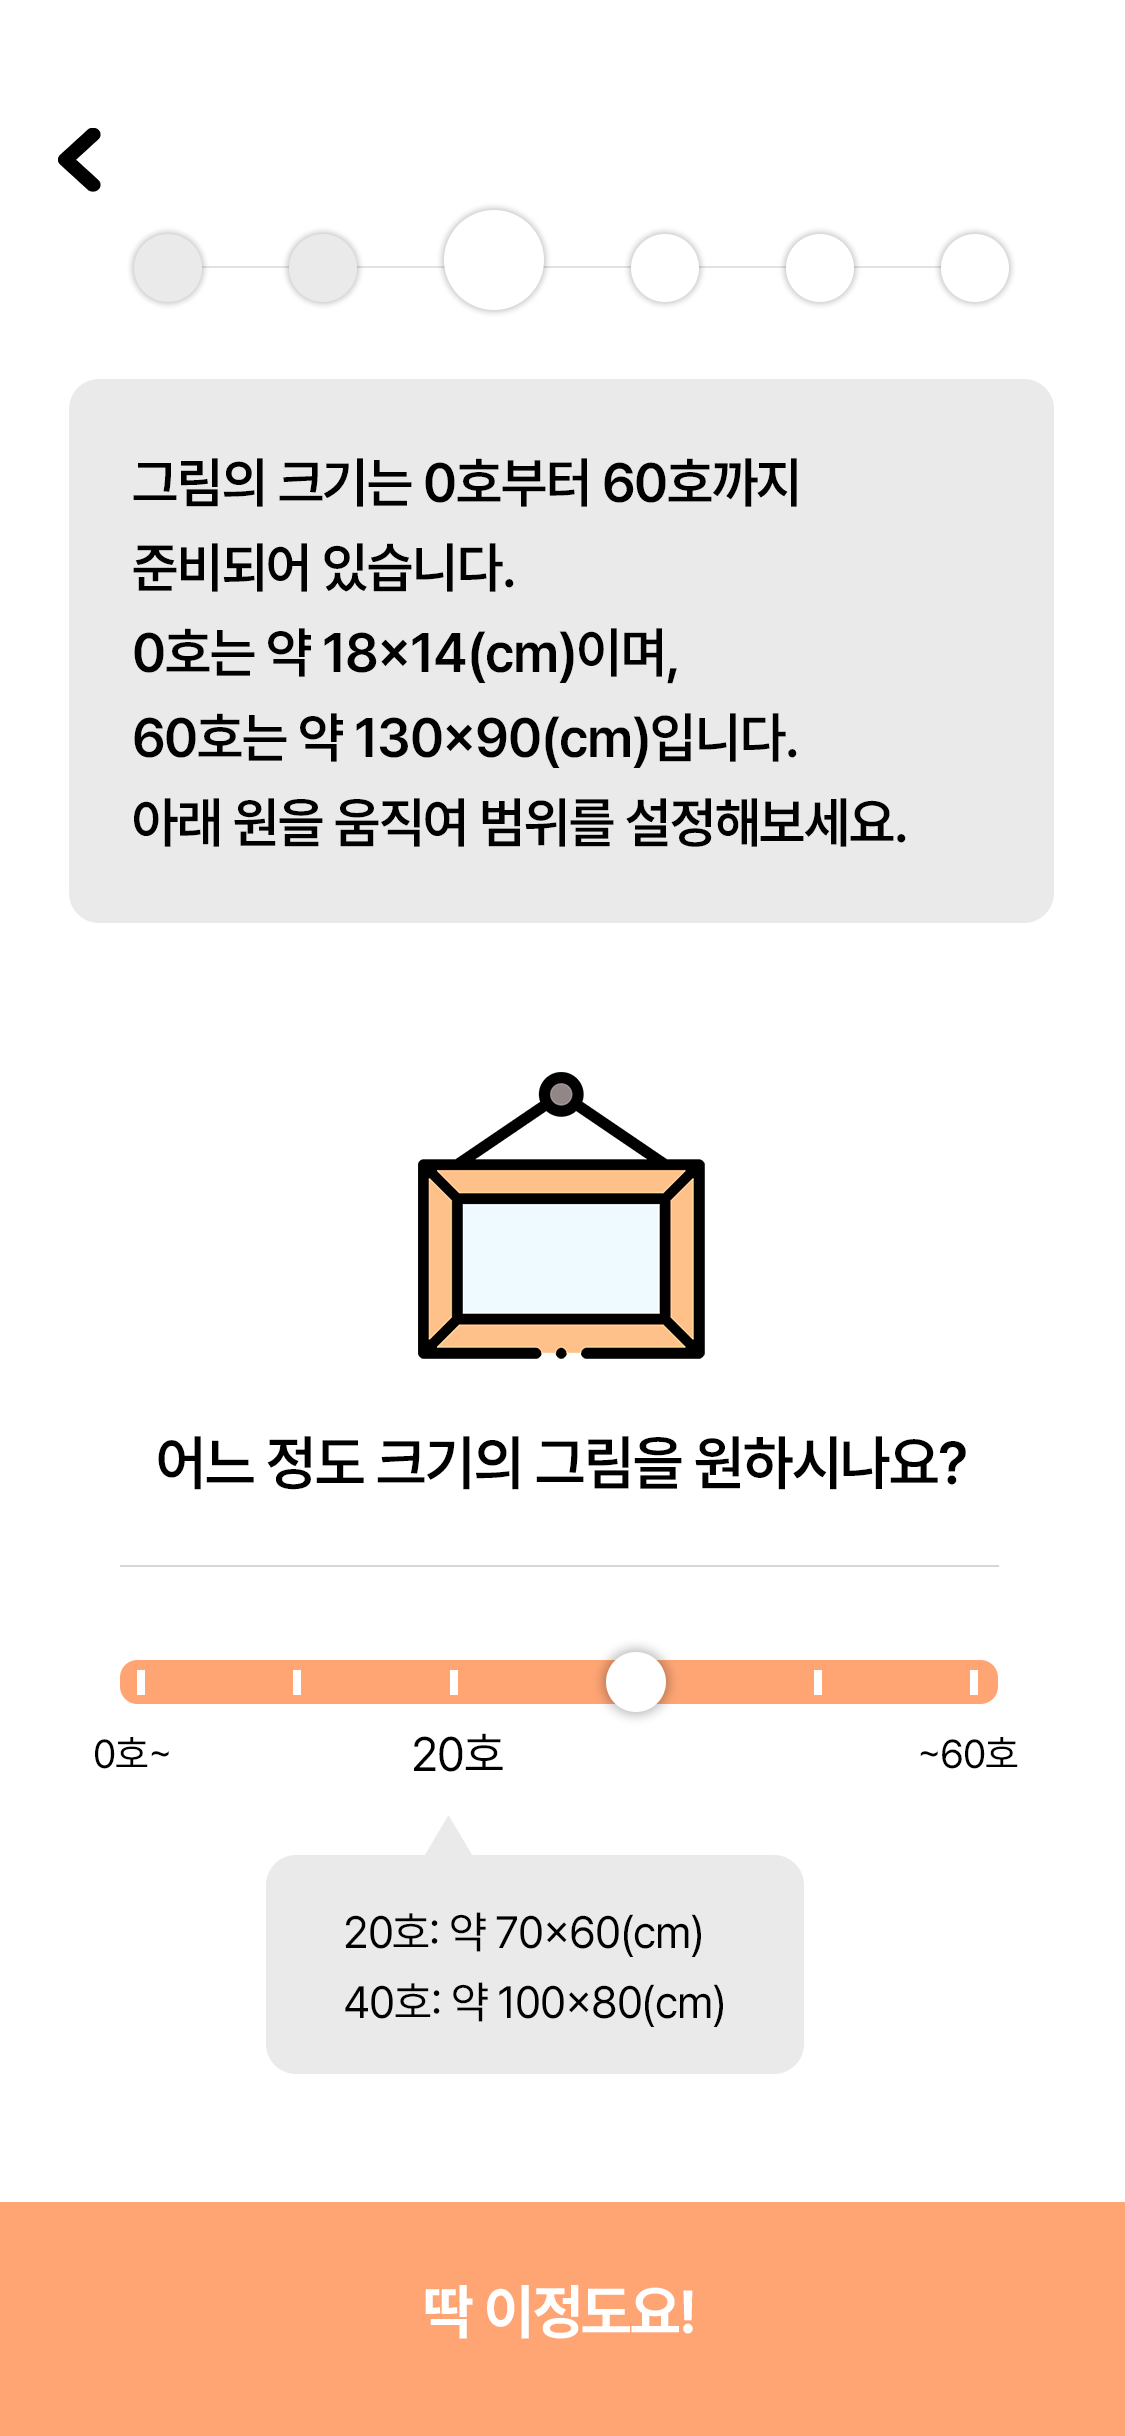 그림의 크기는 0호부터 60호까지
준비되어 있습니다.
0호는 약 18×14(cm)이며,
60호는 약 130×90(cm)입니다.
아래 원을 움직여 범위를 설정해보세요.
어느 정도 크기의 그림을 원하시나요?
0호~ 20호 ~60호
20호: 약 70×60(cm)
40호: 약 100×80(cm)
딱 이정도요!